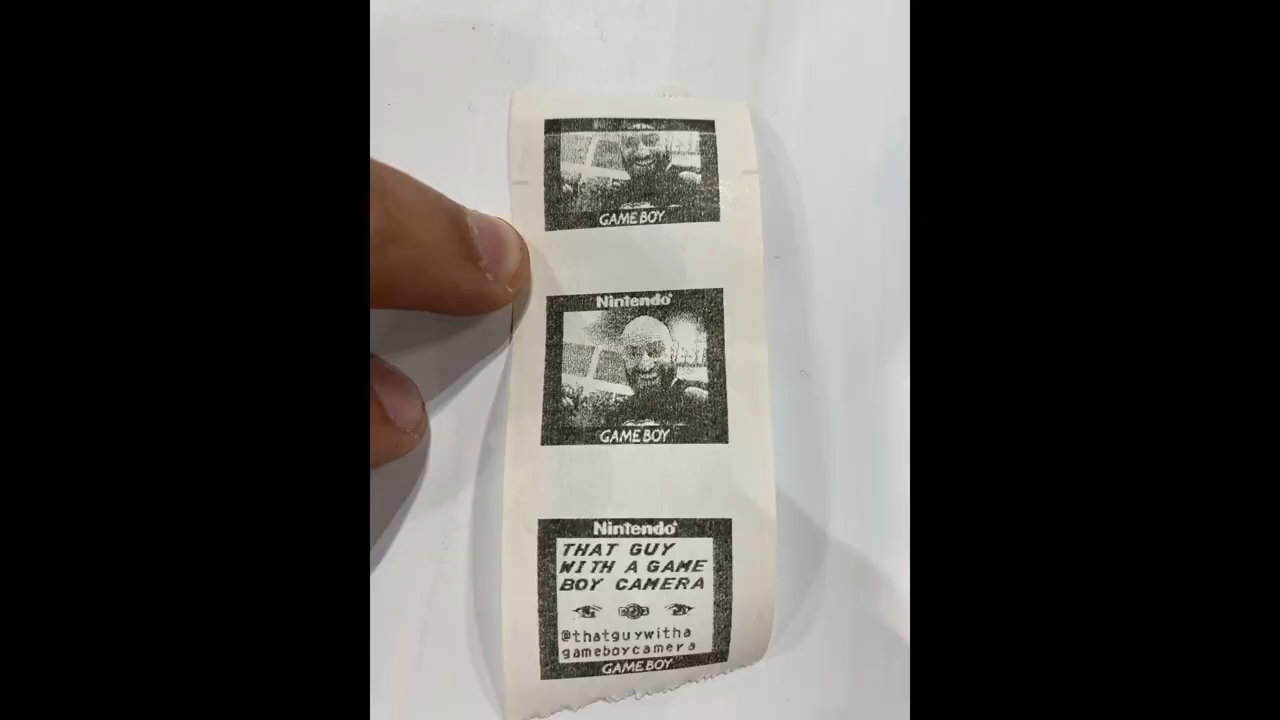 GAME BOY
Nintendo
GAME BOY
Nintendo
THAT GUY
WITH A GAME
BOY CAMERA
@thatguywitha
gameboycamera
GAME BOY